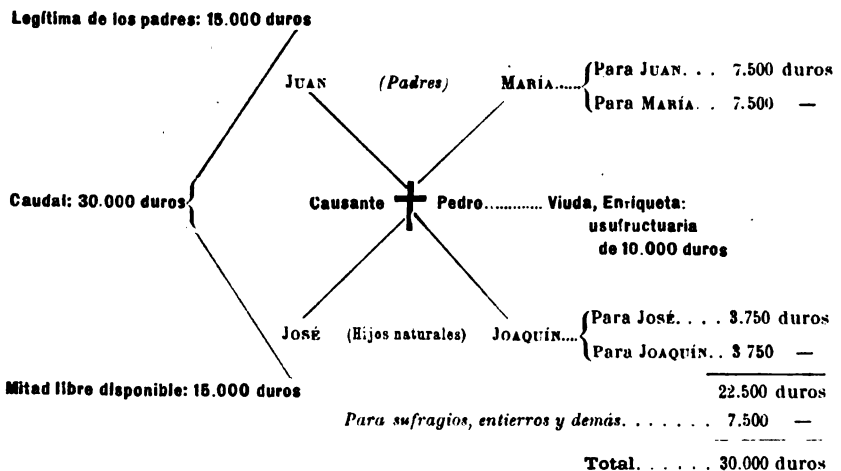 Legítima de los padres: 15.000 duros
JUAN (Padres) MARÍA..... Para JUAN. . . 7.500 duros
Para MARÍA. . 7.500 —
Caudal: 30.000 duros
Causante Pedro............ Viuda, Enriqueta:
usufructuaria
de 10.000 duros
JOSÉ (Hijos naturales) JOAQUÍN.... Para JOSÉ. . . . 3.750 duros
Para JOAQUÍN. . 3 750 —
Mitad libre disponible: 15.000 duros
22.500 duros
Para sufragios, entierros y demás. . . . . . . 7.500 —
Total. . . . . . 30.000 duros